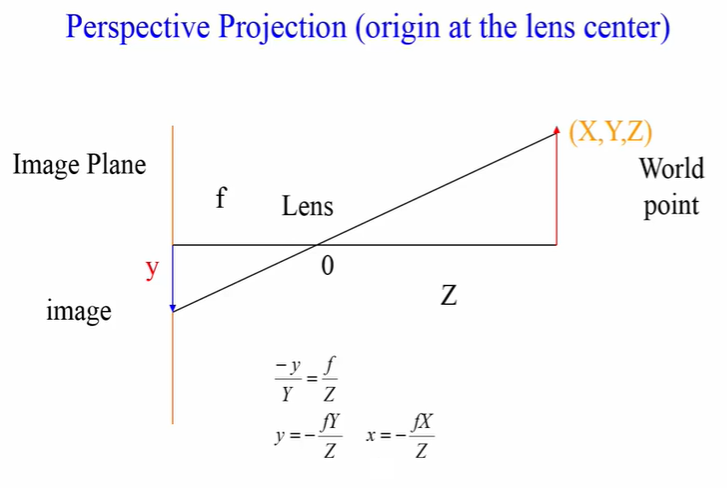 Perspective Projection (origin at the lens center)
(X,Y,Z)
Image Plane
World
point
f
Lens
y
0
Z
image
-y/Y = f/Z
y = - fY/Z   x = - fX/Z